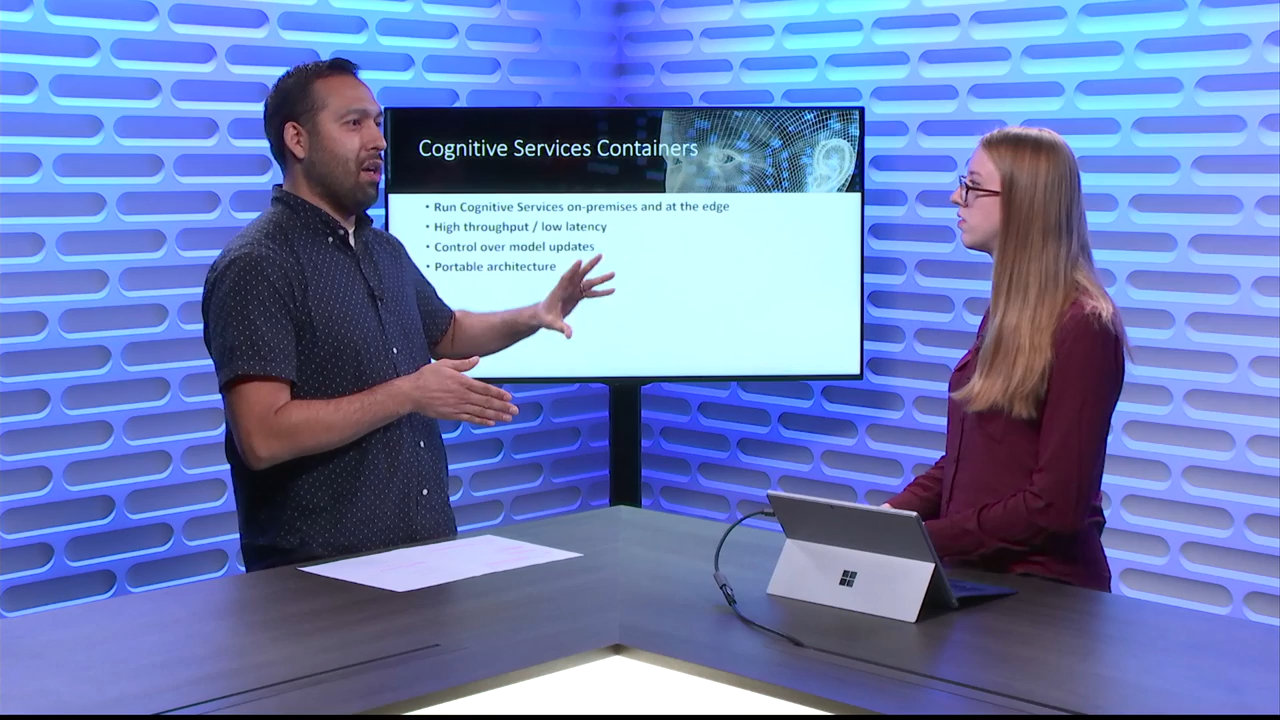 Cognitive Services Containers
• Run Cognitive Services on-premises and at the edge
• High throughput / low latency
• Control over model updates
• Portable architecture